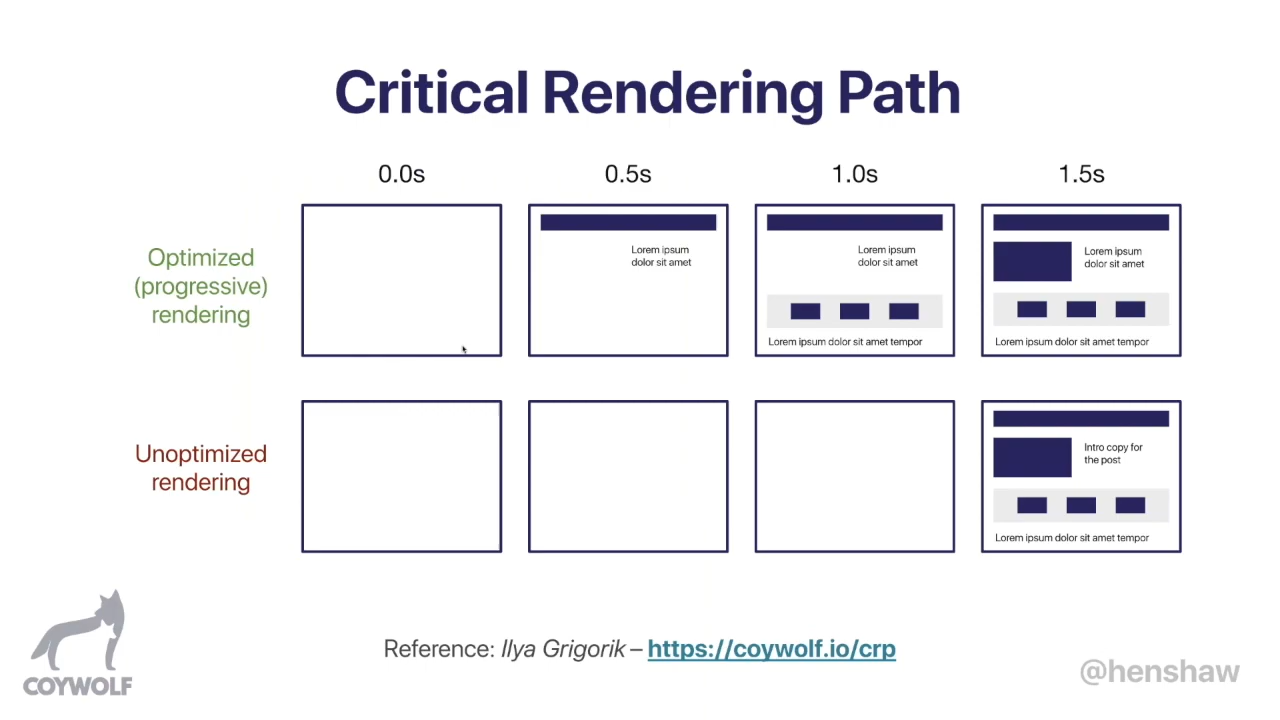 Critical Rendering Path
0.0s
0.5s
1.0s
1.5s
Optimized
(progressive)
rendering
Lorem ipsum
dolor sit amet
Lorem ipsum
dolor sit amet
Lorem ipsum dolor sit amet tempor
Lorem ipsum
dolor sit amet
Lorem ipsum dolor sit amet tempor
Unoptimized
rendering
Intro copy for
the post
Lorem ipsum dolor sit amet tempor
Reference: Ilya Grigorik – https://coywolf.io/crp
COYWOLF
@henshaw